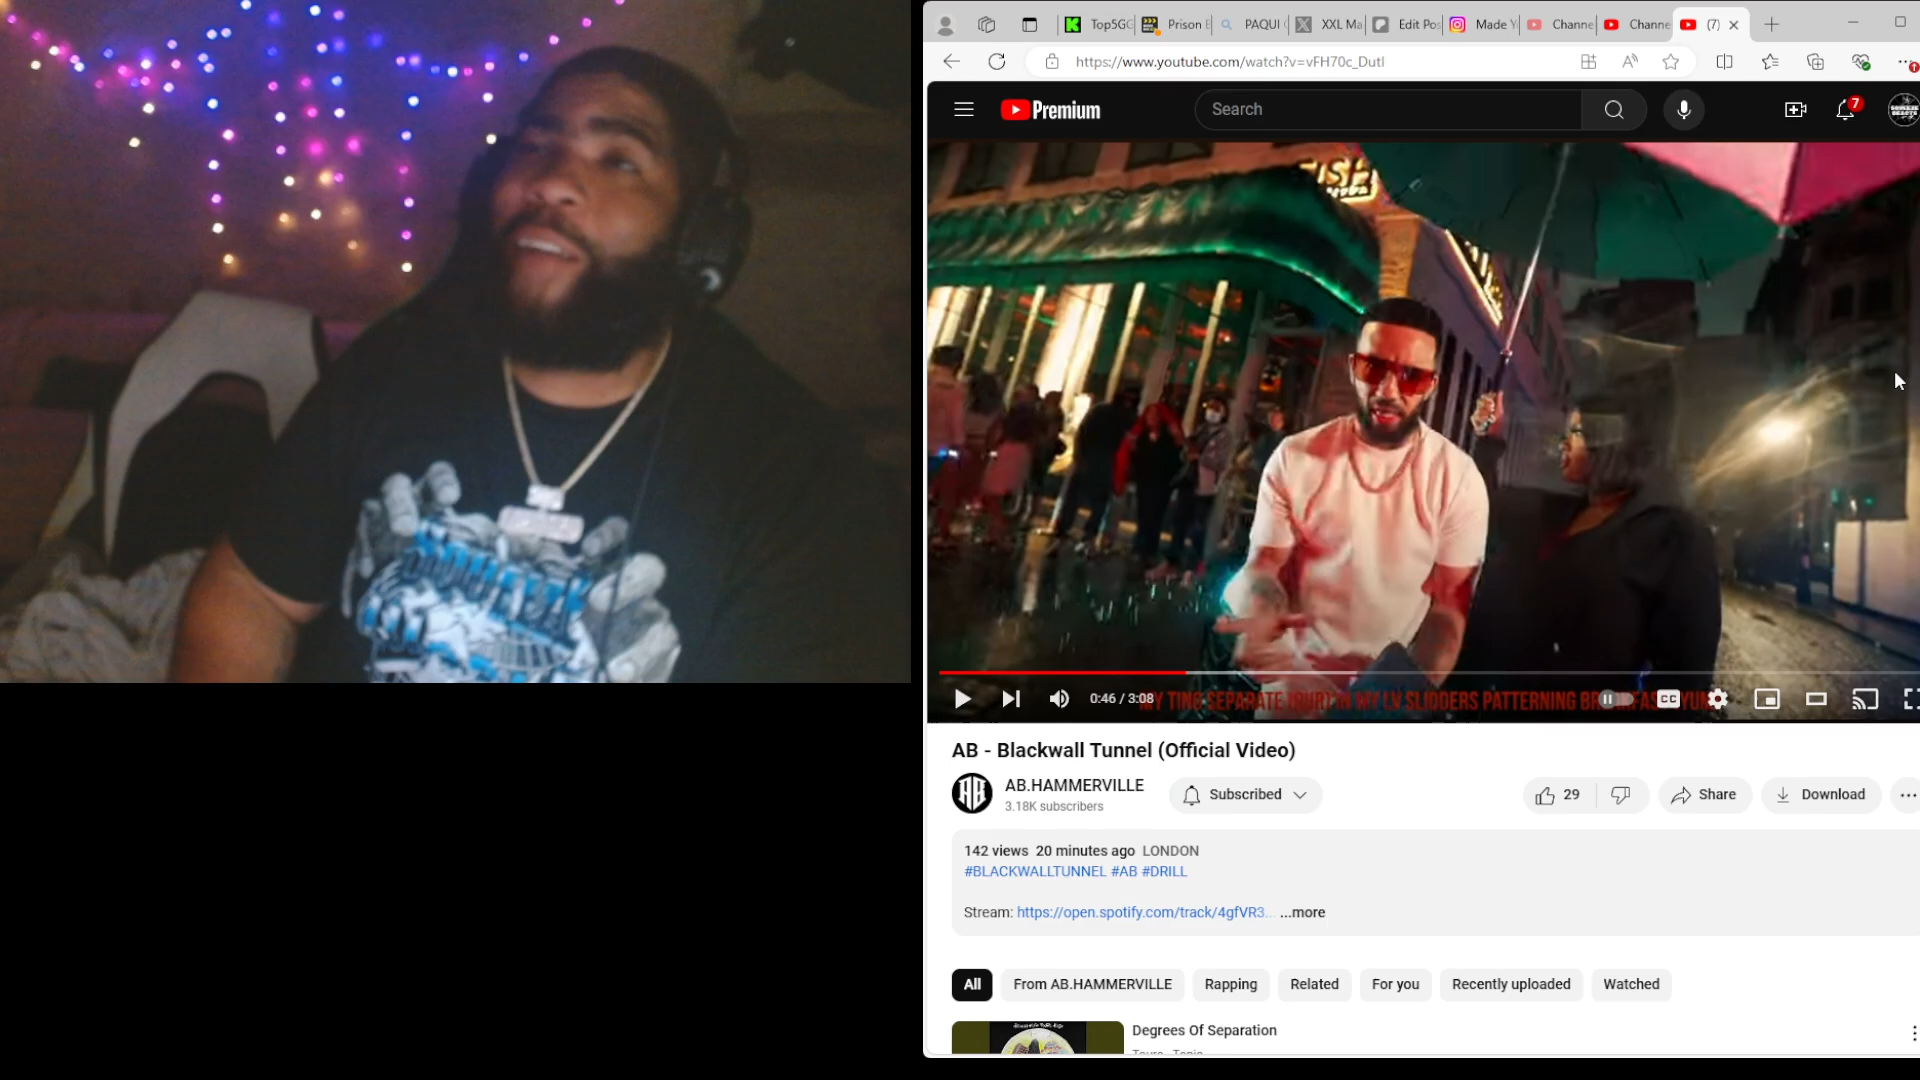 Top5GG
Prison E
PAQUI (
XXL Ma
Edit Pos
Made Y
Channe
Channe
(7)
https://www.youtube.com/watch?v=vFH70c_DutI
Premium
Search
7
0:46 / 3:08
CC
AB - Blackwall Tunnel (Official Video)
AB.HAMMERVILLE
3.18K subscribers
Subscribed
29
Share
Download
142 views 20 minutes ago LONDON
#BLACKWALLTUNNEL #AB #DRILL
Stream: https://open.spotify.com/track/4gfVR3... ...more
All
From AB.HAMMERVILLE
Rapping
Related
For you
Recently uploaded
Watched
Degrees Of Separation